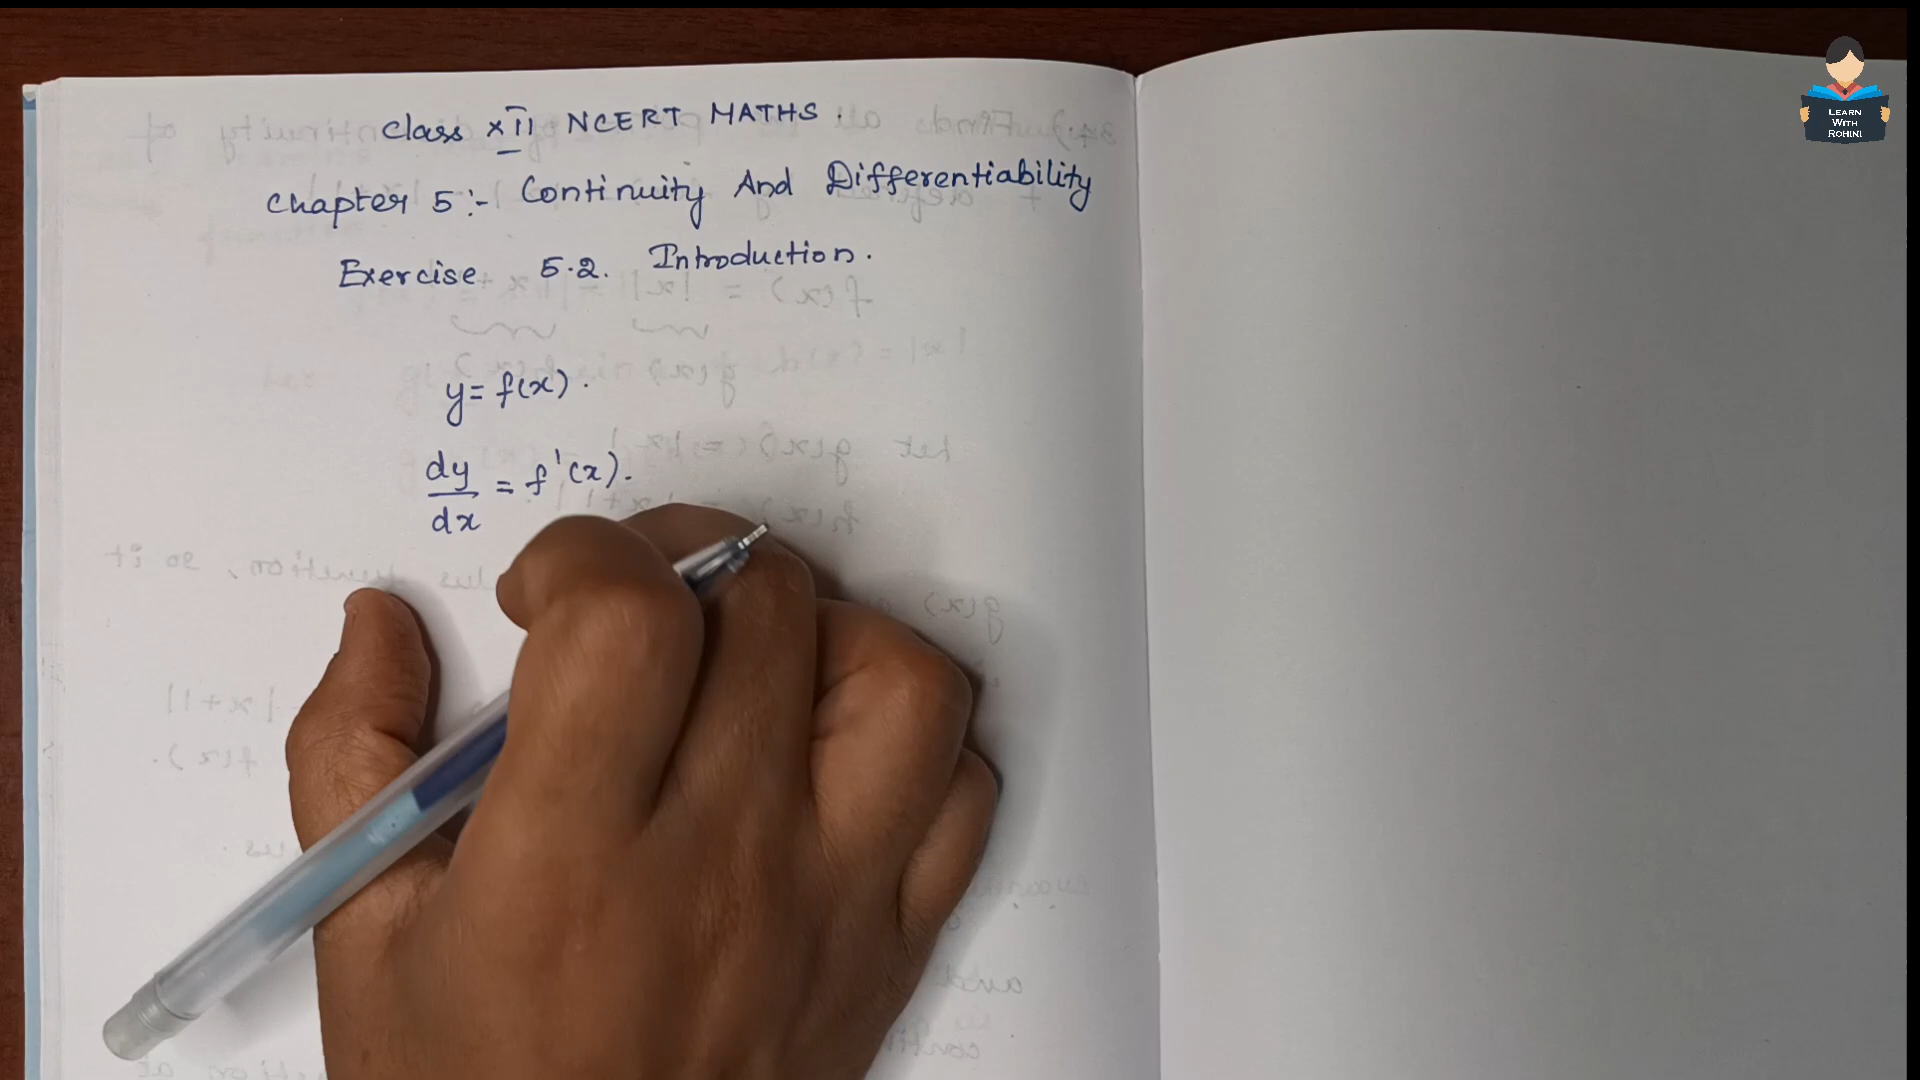 Class XII NCERT MATHS.
Chapter 5:- Continuity And Differentiability
Exercise 5.2. Introduction.
y = f(x).
dy/dx = f'(x).
LEARN
WITH
ROHINI